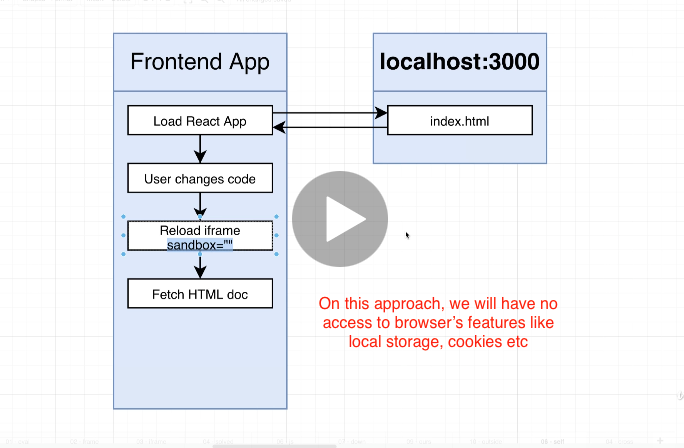 Frontend App
localhost:3000
Load React App
index.html
User changes code
Reload iframe
sandbox=""
Fetch HTML doc
On this approach, we will have no
access to browser's features like
local storage, cookies etc